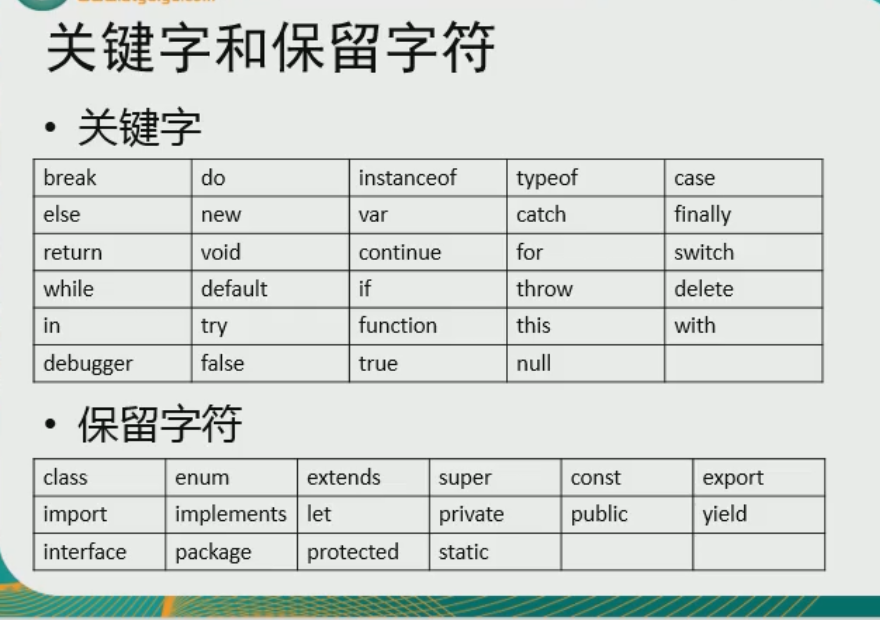 关键字和保留字符
• 关键字
break do instanceof typeof case
else new var catch finally
return void continue for switch
while default if throw delete
in try function this with
debugger false true null
• 保留字符
class enum extends super const export
import implements let private public yield
interface package protected static